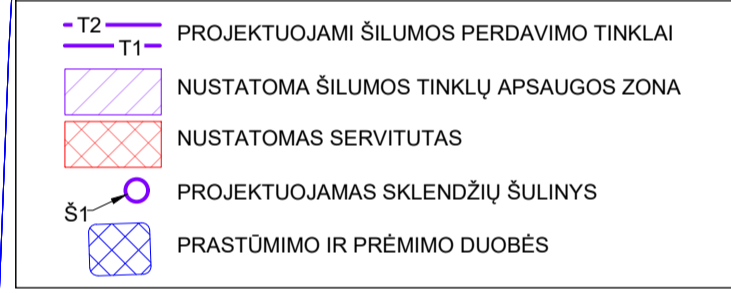 T2
T1
PROJEKTUOJAMI ŠILUMOS PERDAVIMO TINKLAI
NUSTATOMA ŠILUMOS TINKLŲ APSAUGOS ZONA
NUSTATOMAS SERVITUTAS
Š1
PROJEKTUOJAMAS SKLENDŽIŲ ŠULINYS
PRASTŪMIMO IR PRĖMIMO DUOBĖS